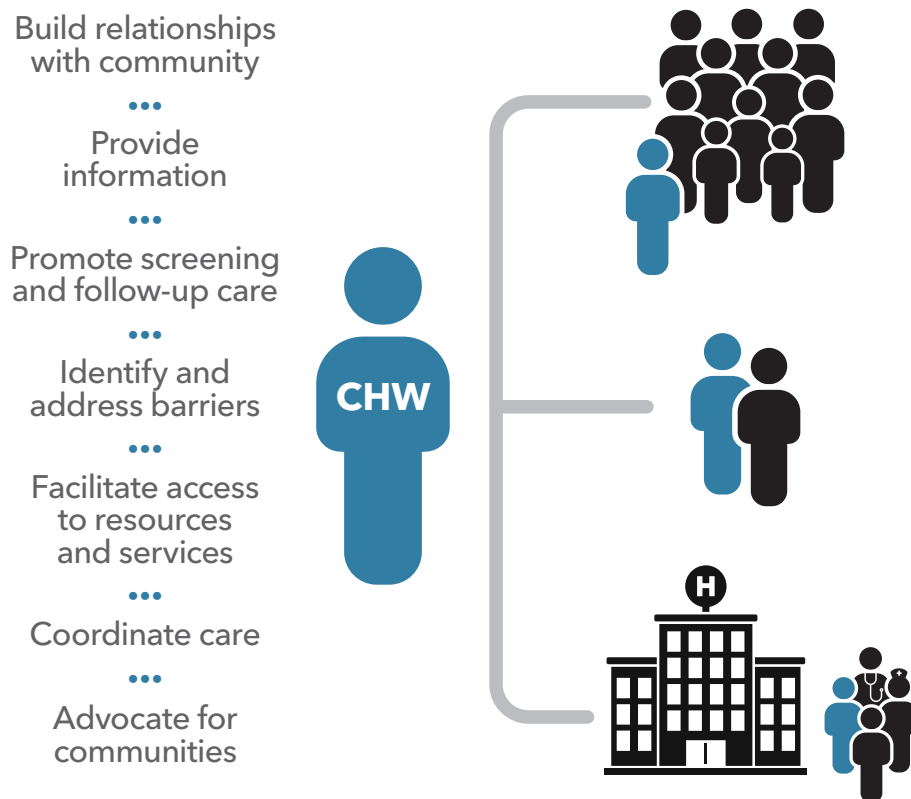 Build relationships
with community
Provide
information
Promote screening
and follow-up care
Identify and
address barriers
Facilitate access
to resources
and services
Coordinate care
Advocate for
communities
CHW
H